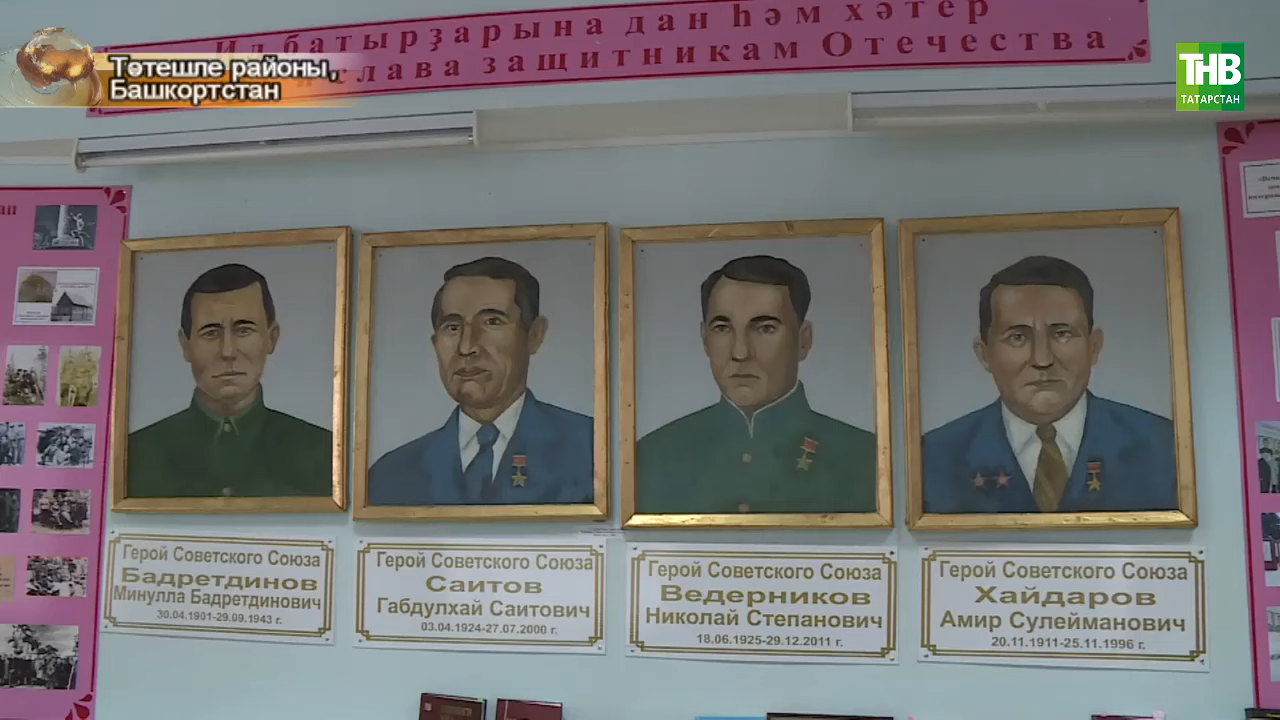 Ил батырҙарына дан һәм хәтер
слава защитникам Отечества
Тәтешле районы,
Башкортстан
ТНВ
ТАТАРСТАН
Герой Советского Союза
Бадретдинов
Минулла Бадретдинович
30.04.1901-29.09.1943 г.
Герой Советского Союза
Саитов
Габдулхай Саитович
03.04.1924-27.07.2000 г.
Герой Советского Союза
Ведерников
Николай Степанович
18.06.1925-29.12.2011 г.
Герой Советского Союза
Хайдаров
Амир Сулейманович
20.11.1911-25.11.1996 г.